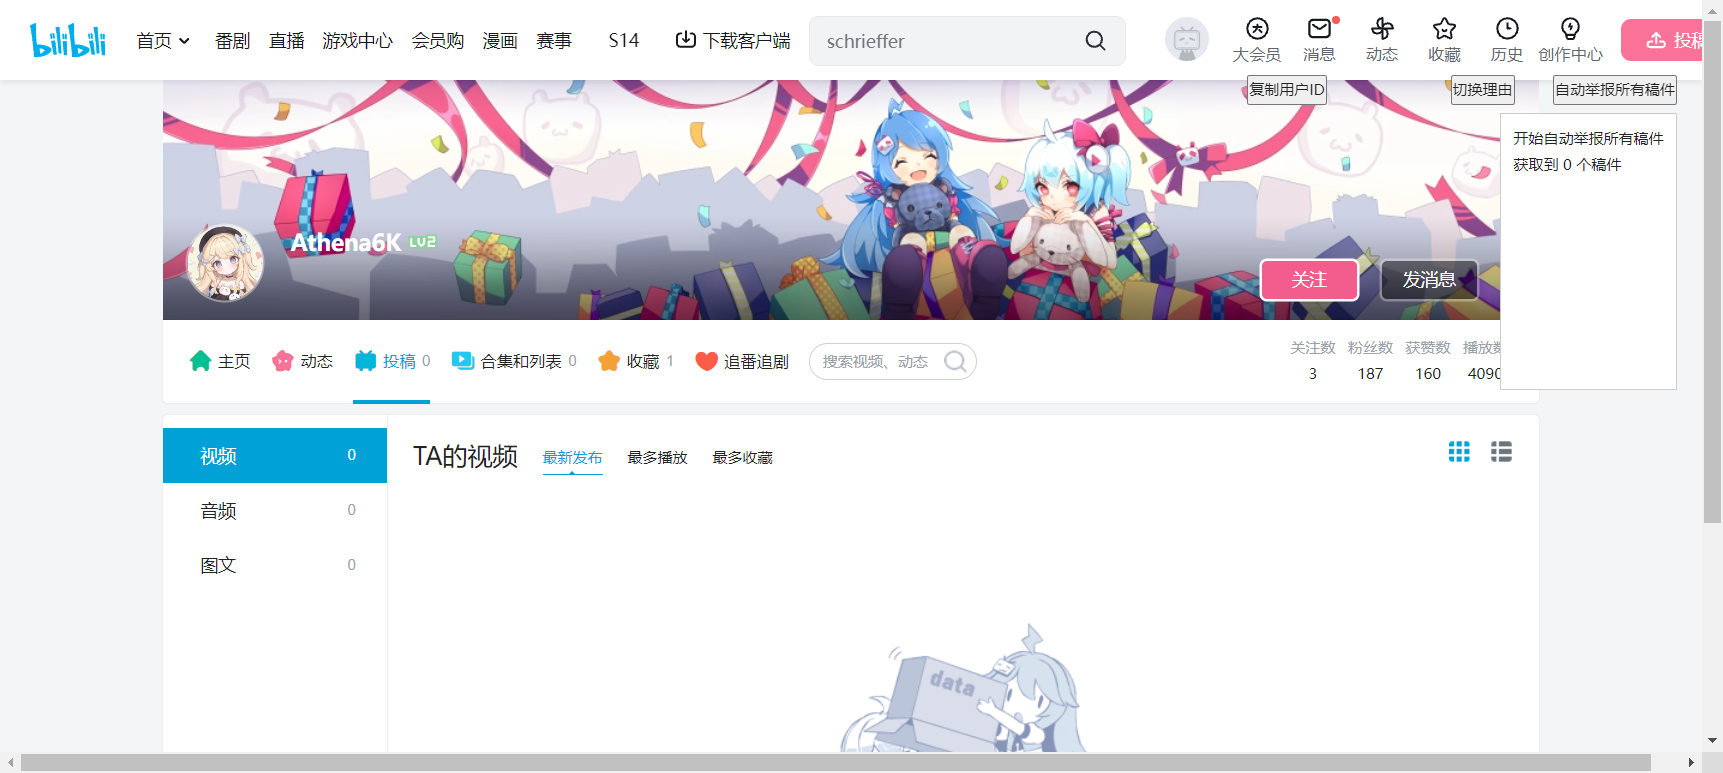 bilibili
首页 番剧 直播 游戏中心 会员购 漫画 赛事 S14 下载客户端
schrieffer
大会员 消息 动态 收藏 历史 创作中心
投稿
复制用户ID 切换理由 自动举报所有稿件
开始自动举报所有稿件
获取到 0 个稿件
Athena6K LV2
关注 发消息
主页 动态 投稿 0 合集和列表 0 收藏 1 追番追剧
搜索视频、动态
关注数 粉丝数 获赞数 播放数
3 187 160 4090
视频 0
音频 0
图文 0
TA的视频 最新发布 最多播放 最多收藏
data